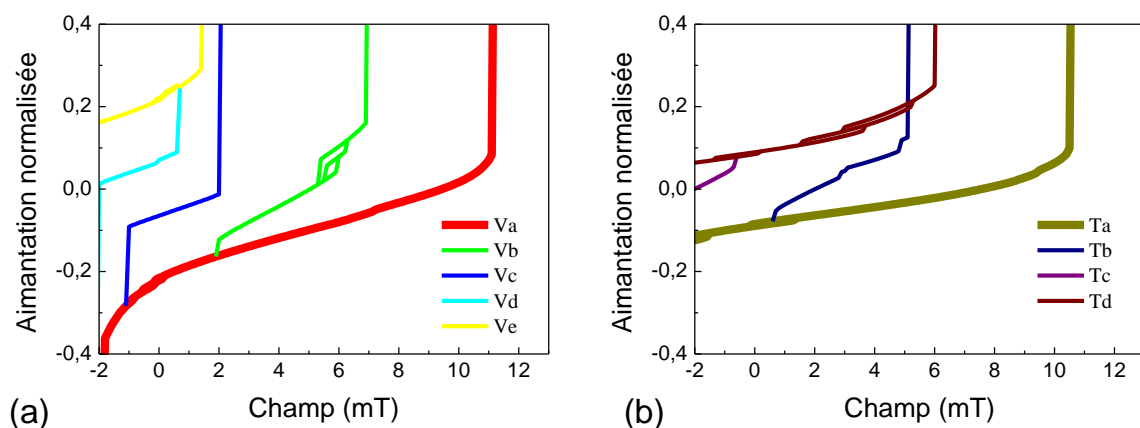 0,4
0,2
0,0
-0,2
-0,4
Aimantation normalisée
Va
Vb
Vc
Vd
Ve
-2 0 2 4 6 8 10 12
Champ (mT)
(a)
0,4
0,2
0,0
-0,2
-0,4
Aimantation normalisée
Ta
Tb
Tc
Td
-2 0 2 4 6 8 10 12
Champ (mT)
(b)